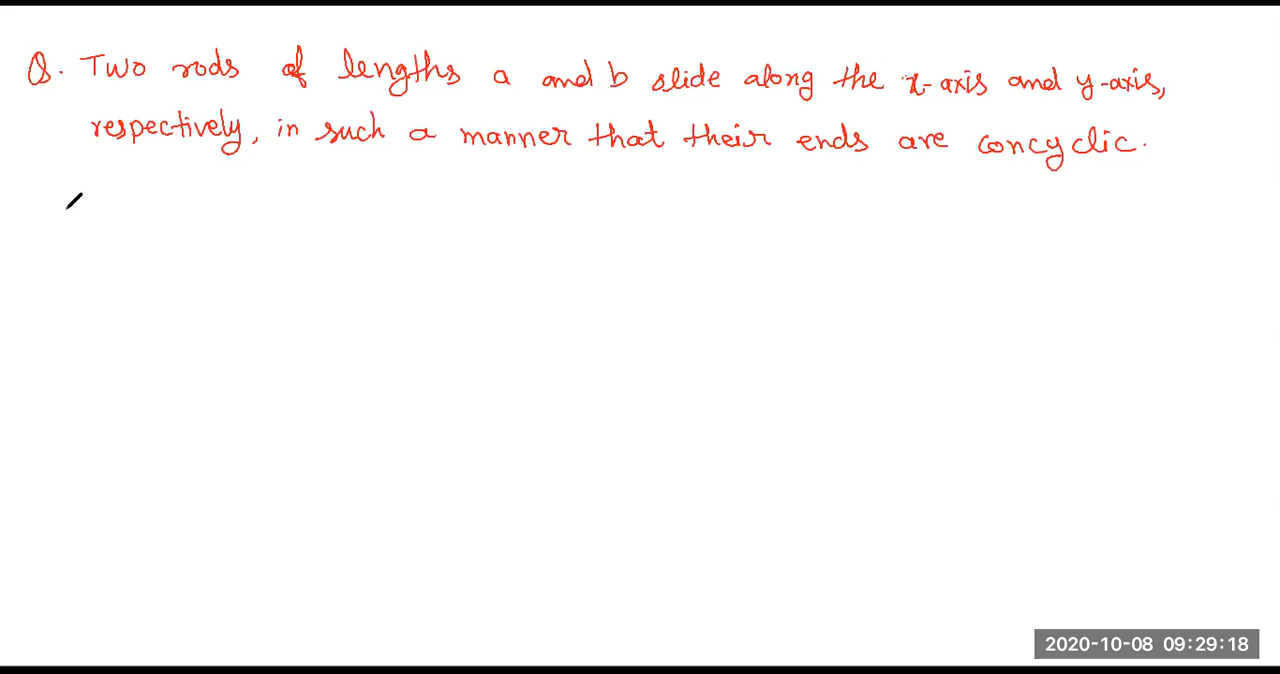 Q. Two rods of lengths a and b slide along the x-axis and y-axis,
respectively, in such a manner that their ends are concyclic.
2020-10-08 09:29:18